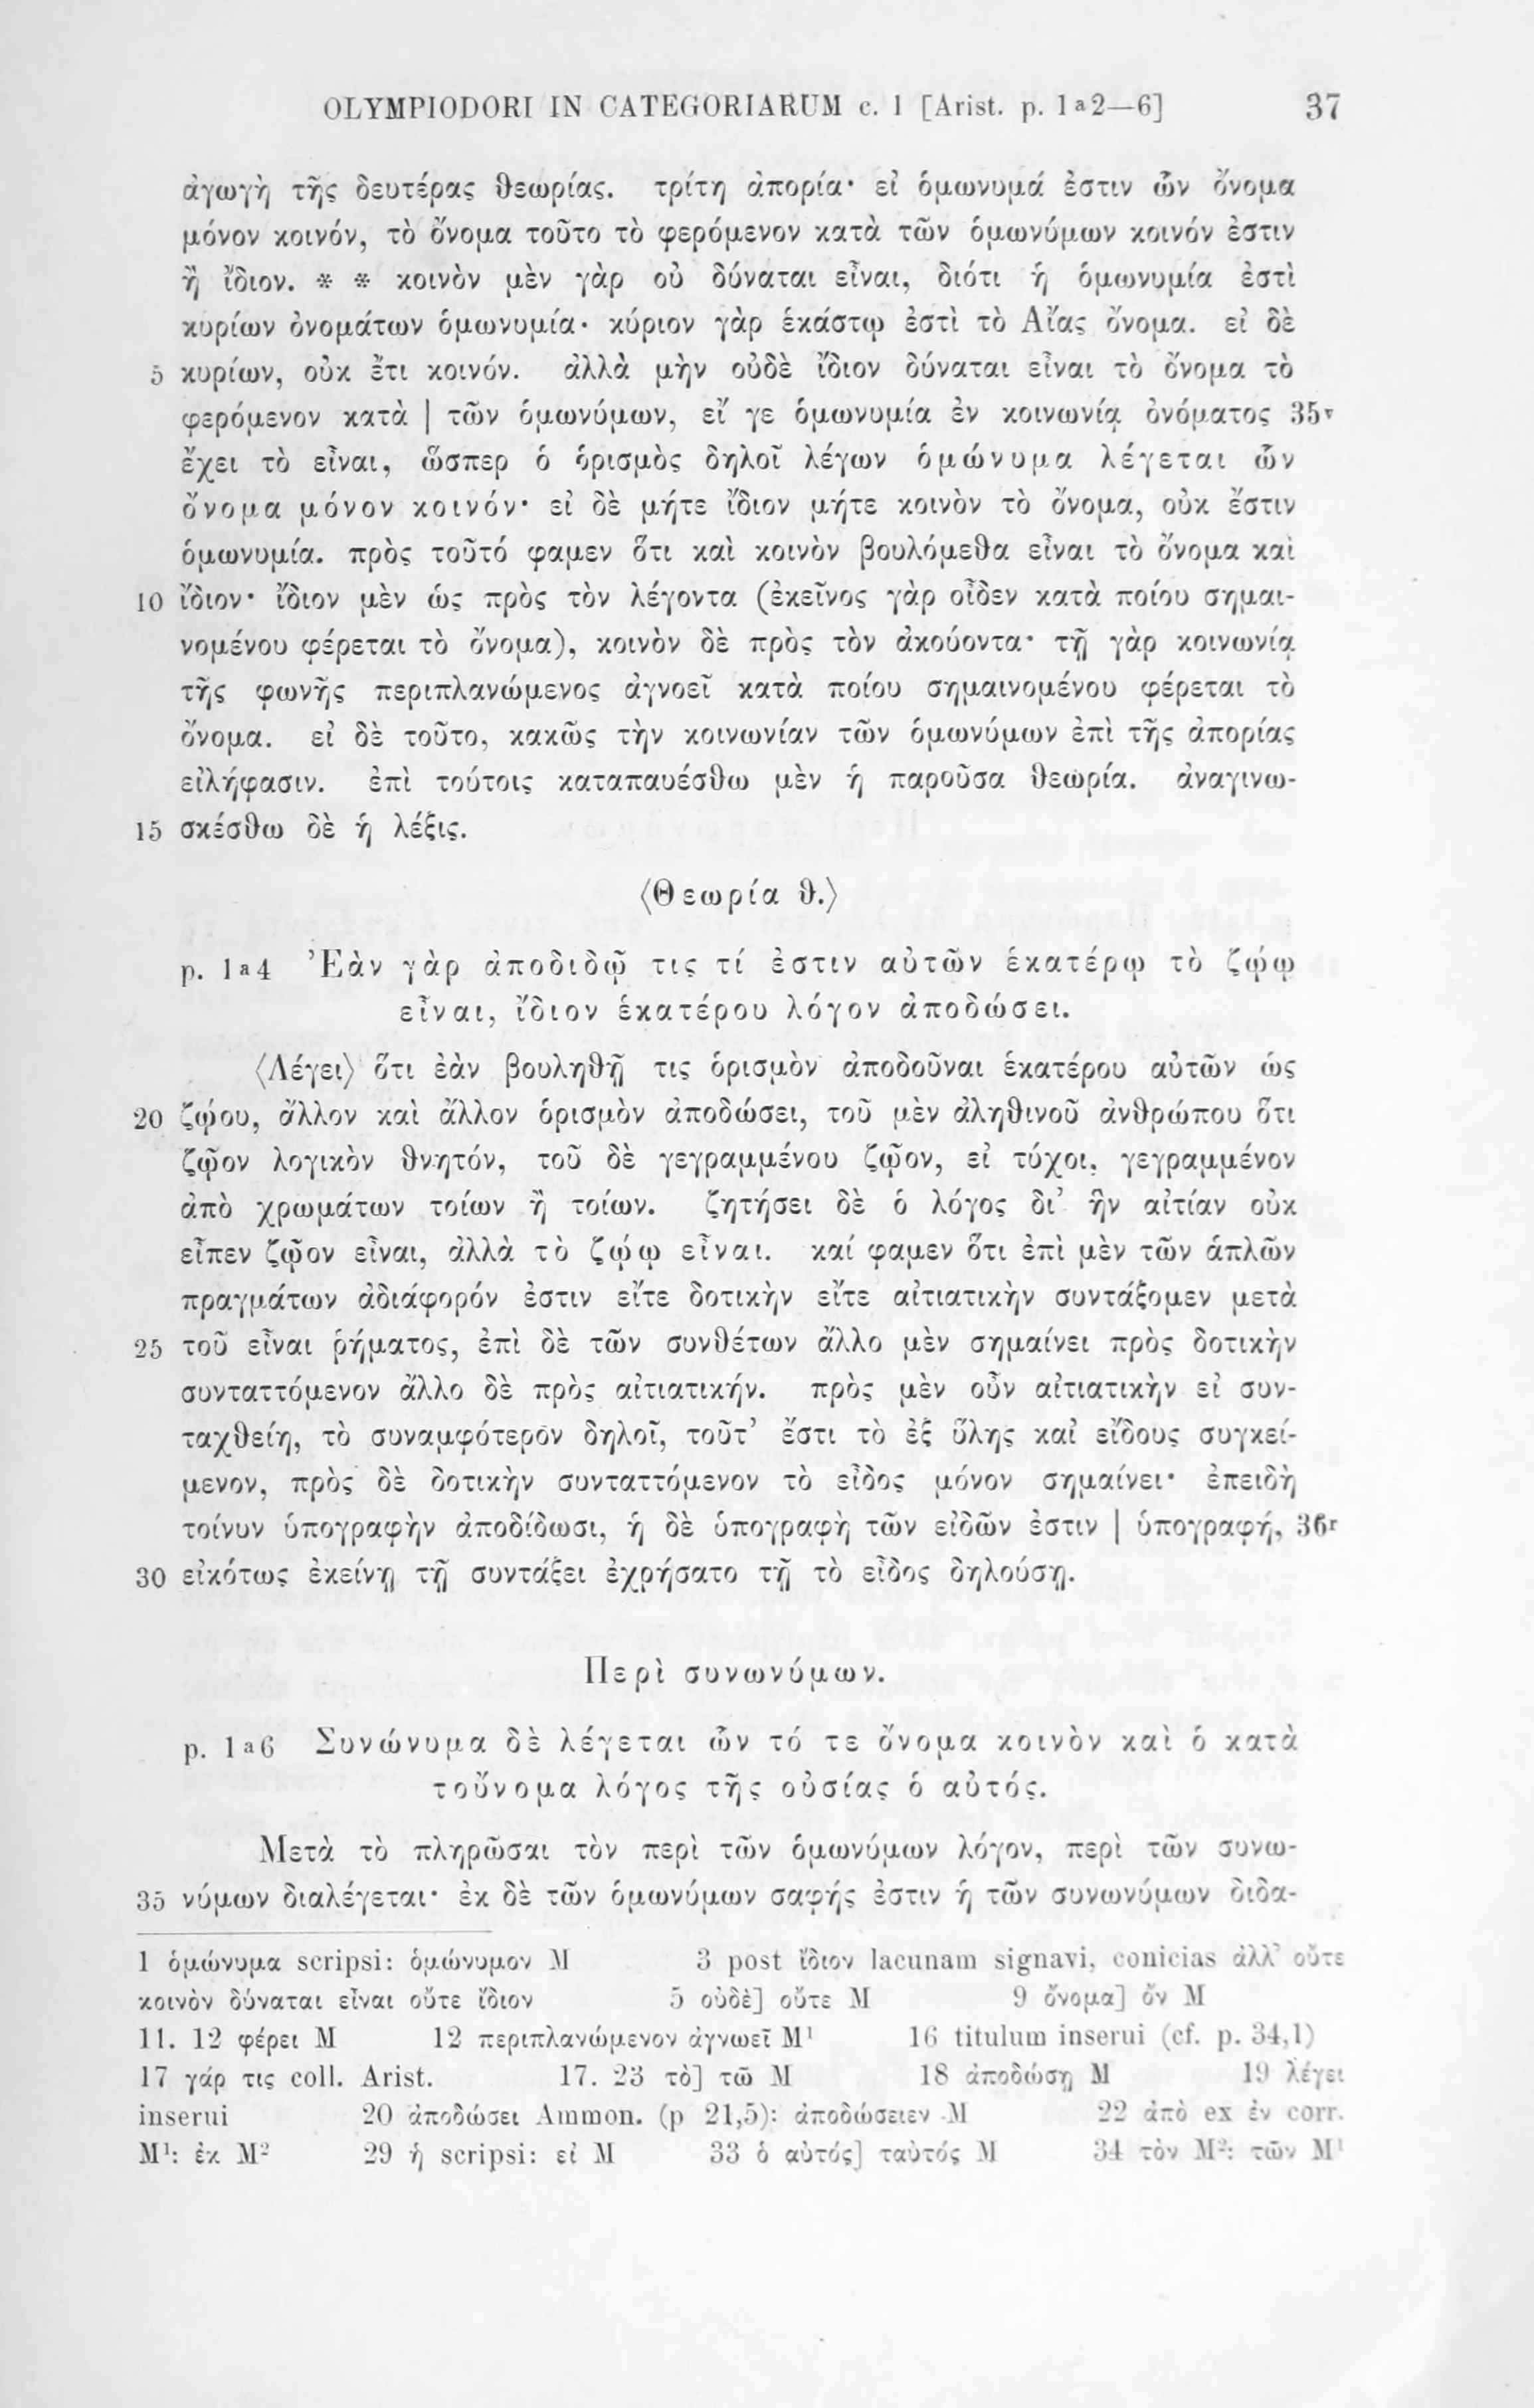 OLYMPIODORI IN CATEGORIARUM c. 1 [Arist. p. 1a2—6] 37
ἀγωγὴ τῆς δευτέρας θεωρίας. τρίτη ἀπορία· εἰ ὁμώνυμά ἐστιν ὧν ὄνομα
μόνον κοινόν, τὸ ὄνομα τοῦτο τὸ φερόμενον κατὰ τῶν ὁμωνύμων κοινόν ἐστιν
ἢ ἴδιον. * * κοινὸν μὲν γὰρ οὐ δύναται εἶναι, διότι ἡ ὁμωνυμία ἐστὶ
κυρίων ὀνομάτων ὁμωνυμία· κύριον γὰρ ἑκάστῳ ἐστὶ τὸ Αἴας ὄνομα. εἰ δὲ
5 κυρίων, οὐκ ἔτι κοινόν. ἀλλὰ μὴν οὐδὲ ἴδιον δύναται εἶναι τὸ ὄνομα τὸ
φερόμενον κατὰ | τῶν ὁμωνύμων, εἴ γε ὁμωνυμία ἐν κοινωνίᾳ ὀνόματος 35v
ἔχει τὸ εἶναι, ὥσπερ ὁ ὁρισμὸς δηλοῖ λέγων ὁμώνυμα λέγεται ὧν
ὄνομα μόνον κοινόν· εἰ δὲ μήτε ἴδιον μήτε κοινὸν τὸ ὄνομα, οὐκ ἔστιν
ὁμωνυμία. πρὸς τοῦτό φαμεν ὅτι καὶ κοινὸν βουλόμεθα εἶναι τὸ ὄνομα καὶ
10 ἴδιον· ἴδιον μὲν ὡς πρὸς τὸν λέγοντα (ἐκεῖνος γὰρ οἶδεν κατὰ ποίου σημαι-
νομένου φέρεται τὸ ὄνομα), κοινὸν δὲ πρὸς τὸν ἀκούοντα· τῇ γὰρ κοινωνίᾳ
τῆς φωνῆς περιπλανώμενος ἀγνοεῖ κατὰ ποίου σημαινομένου φέρεται τὸ
ὄνομα. εἰ δὲ τοῦτο, κακῶς τὴν κοινωνίαν τῶν ὁμωνύμων ἐπὶ τῆς ἀπορίας
εἰλήφασιν. ἐπὶ τούτοις καταπαυέσθω μὲν ἡ παροῦσα θεωρία. ἀναγινω-
15 σκέσθω δὲ ἡ λέξις.
⟨Θεωρία θ.⟩
p. 1a4 Ἐὰν γὰρ ἀποδιδῷ τις τί ἐστιν αὐτῶν ἑκατέρῳ τὸ ζῴῳ
εἶναι, ἴδιον ἑκατέρου λόγον ἀποδώσει.
⟨Λέγει⟩ ὅτι ἐὰν βουληθῇ τις ὁρισμὸν ἀποδοῦναι ἑκατέρου αὐτῶν ὡς
20 ζῴου, ἄλλον καὶ ἄλλον ὁρισμὸν ἀποδώσει, τοῦ μὲν ἀληθινοῦ ἀνθρώπου ὅτι
ζῷον λογικὸν θνητόν, τοῦ δὲ γεγραμμένου ζῷον, εἰ τύχοι, γεγραμμένον
ἀπὸ χρωμάτων τοίων ἢ τοίων. ζητήσει δὲ ὁ λόγος δι’ ἣν αἰτίαν οὐκ
εἶπεν ζῷον εἶναι, ἀλλὰ τὸ ζῴῳ εἶναι. καί φαμεν ὅτι ἐπὶ μὲν τῶν ἁπλῶν
πραγμάτων ἀδιάφορόν ἐστιν εἴτε δοτικὴν εἴτε αἰτιατικὴν συντάξομεν μετὰ
25 τοῦ εἶναι ῥήματος, ἐπὶ δὲ τῶν συνθέτων ἄλλο μὲν σημαίνει πρὸς δοτικὴν
συνταττόμενον ἄλλο δὲ πρὸς αἰτιατικήν. πρὸς μὲν οὖν αἰτιατικὴν εἰ συν-
ταχθείη, τὸ συναμφότερον δηλοῖ, τοῦτ’ ἔστι τὸ ἐξ ὕλης καὶ εἴδους συγκεί-
μενον, πρὸς δὲ δοτικὴν συνταττόμενον τὸ εἶδος μόνον σημαίνει· ἐπειδὴ
τοίνυν ὑπογραφὴν ἀποδίδωσι, ἡ δὲ ὑπογραφὴ τῶν εἰδῶν ἐστιν | ὑπογραφή, 36r
30 εἰκότως ἐκείνῃ τῇ συντάξει ἐχρήσατο τῇ τὸ εἶδος δηλούσῃ.
Περὶ συνωνύμων.
p. 1a6 Συνώνυμα δὲ λέγεται ὧν τό τε ὄνομα κοινὸν καὶ ὁ κατὰ
τοὔνομα λόγος τῆς οὐσίας ὁ αὐτός.
Μετὰ τὸ πληρῶσαι τὸν περὶ τῶν ὁμωνύμων λόγον, περὶ τῶν συνω-
35 νύμων διαλέγεται· ἐκ δὲ τῶν ὁμωνύμων σαφής ἐστιν ἡ τῶν συνωνύμων διδα-
1 ὁμώνυμα scripsi: ὁμώνυμον M 3 post ἴδιον lacunam signavi, conicias ἀλλ’ οὔτε
κοινὸν δύναται εἶναι οὔτε ἴδιον 5 οὐδὲ] οὔτε M 9 ὄνομα] ὂν M
11. 12 φέρει M 12 περιπλανώμενον ἀγνωεῖ M¹ 16 titulum inserui (cf. p. 34,1)
17 γάρ τις coll. Arist. 17. 23 τὸ] τῶ M 18 ἀποδώσῃ M 19 λέγει
inserui 20 ἀποδώσει Ammon. (p 21,5): ἀποδώσειεν M 22 ἀπὸ ex ἐν corr.
M¹: ἐκ M² 29 ἡ scripsi: εἰ M 33 ὁ αὐτός] ταὐτός M 34 τὸν M²: τῶν M¹